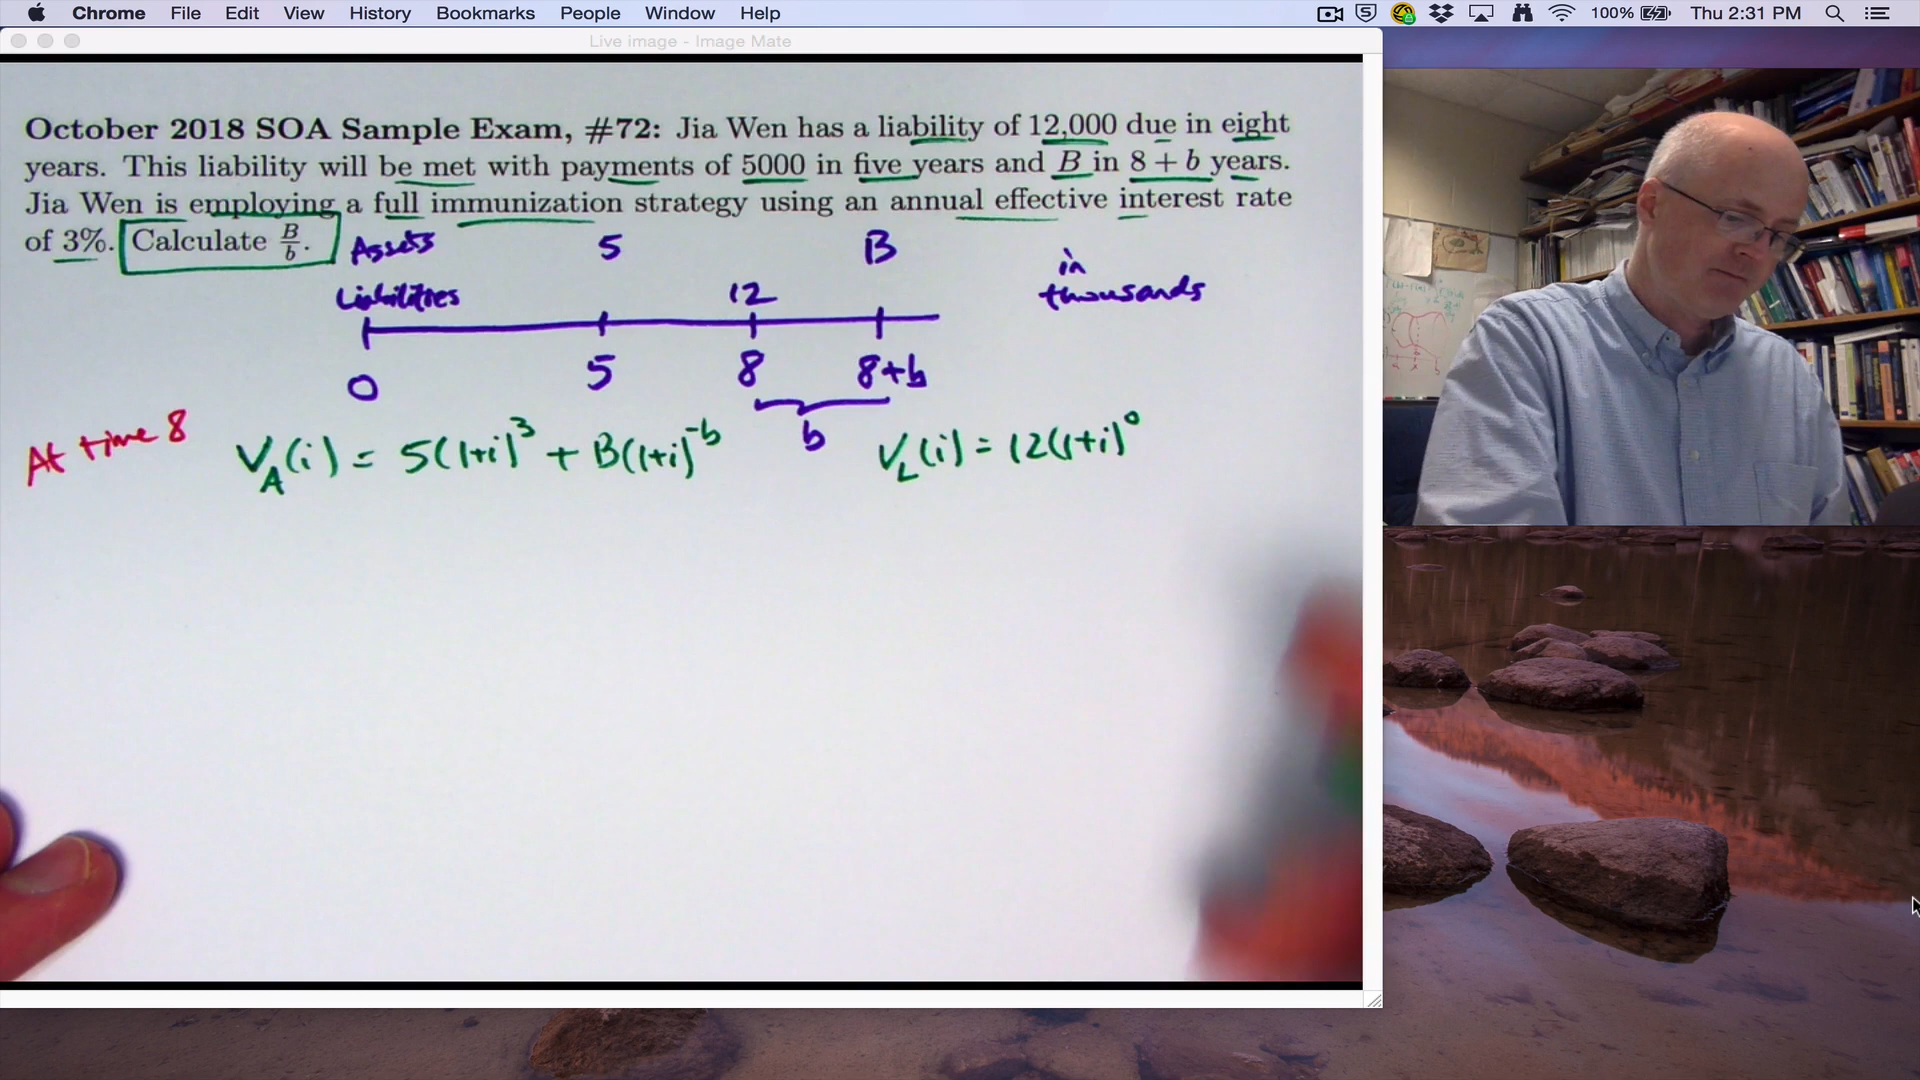 Chrome File Edit View History Bookmarks People Window Help 100% Thu 2:31 PM
Live image - Image Mate
October 2018 SOA Sample Exam, #72: Jia Wen has a liability of 12,000 due in eight
years. This liability will be met with payments of 5000 in five years and B in 8 + b years.
Jia Wen is employing a full immunization strategy using an annual effective interest rate
of 3%. Calculate B/b.
Assets 5 B in
Liabilities 12 thousands
0 5 8 8+b
b
At time 8 V_A(i) = 5(1+i)^3 + B(1+i)^-b V_L(i) = 12(1+i)^0